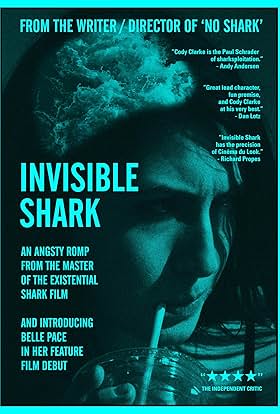 FROM THE WRITER / DIRECTOR OF 'NO SHARK'
"Cody Clarke is the Paul Schrader
of sharksploitation."
- Andy Andersen
"Great lead character,
fun premise,
and Cody Clarke
at his very best."
- Dan Lotz
"Invisible Shark
has the precision
of Cinéma du Look."
- Richard Propes
INVISIBLE
SHARK
AN ANGSTY ROMP
FROM THE MASTER
OF THE EXISTENTIAL
SHARK FILM
AND INTRODUCING
BELLE PACE
IN HER FEATURE
FILM DEBUT
"★★★★"
THE INDEPENDENT CRITIC